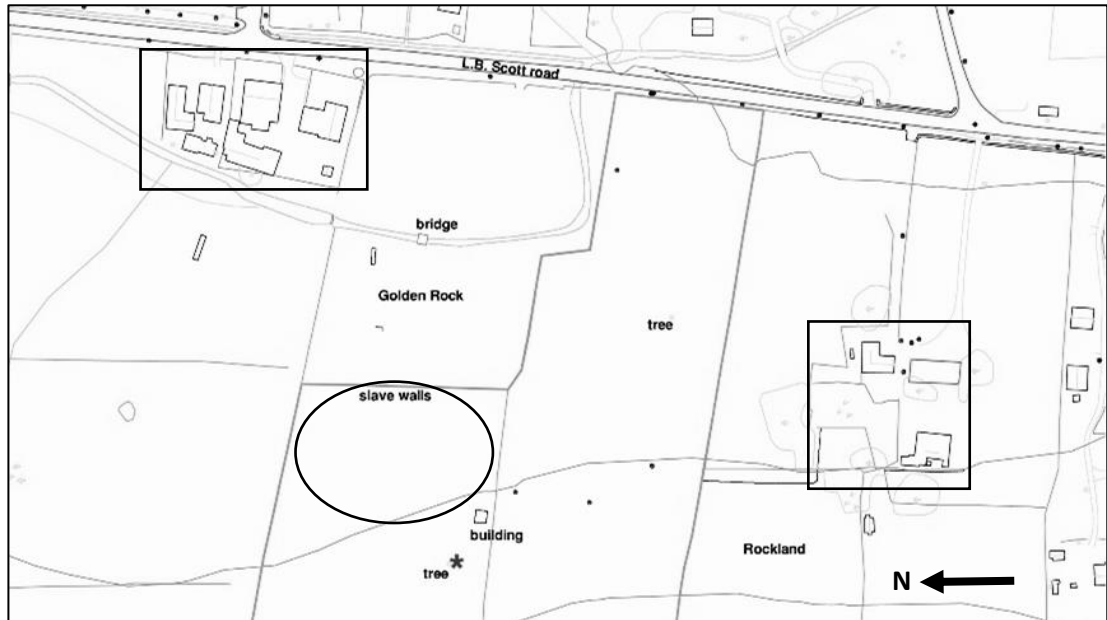 L.B. Scott road
bridge
Golden Rock
tree
slave walls
building
Rockland
tree
N